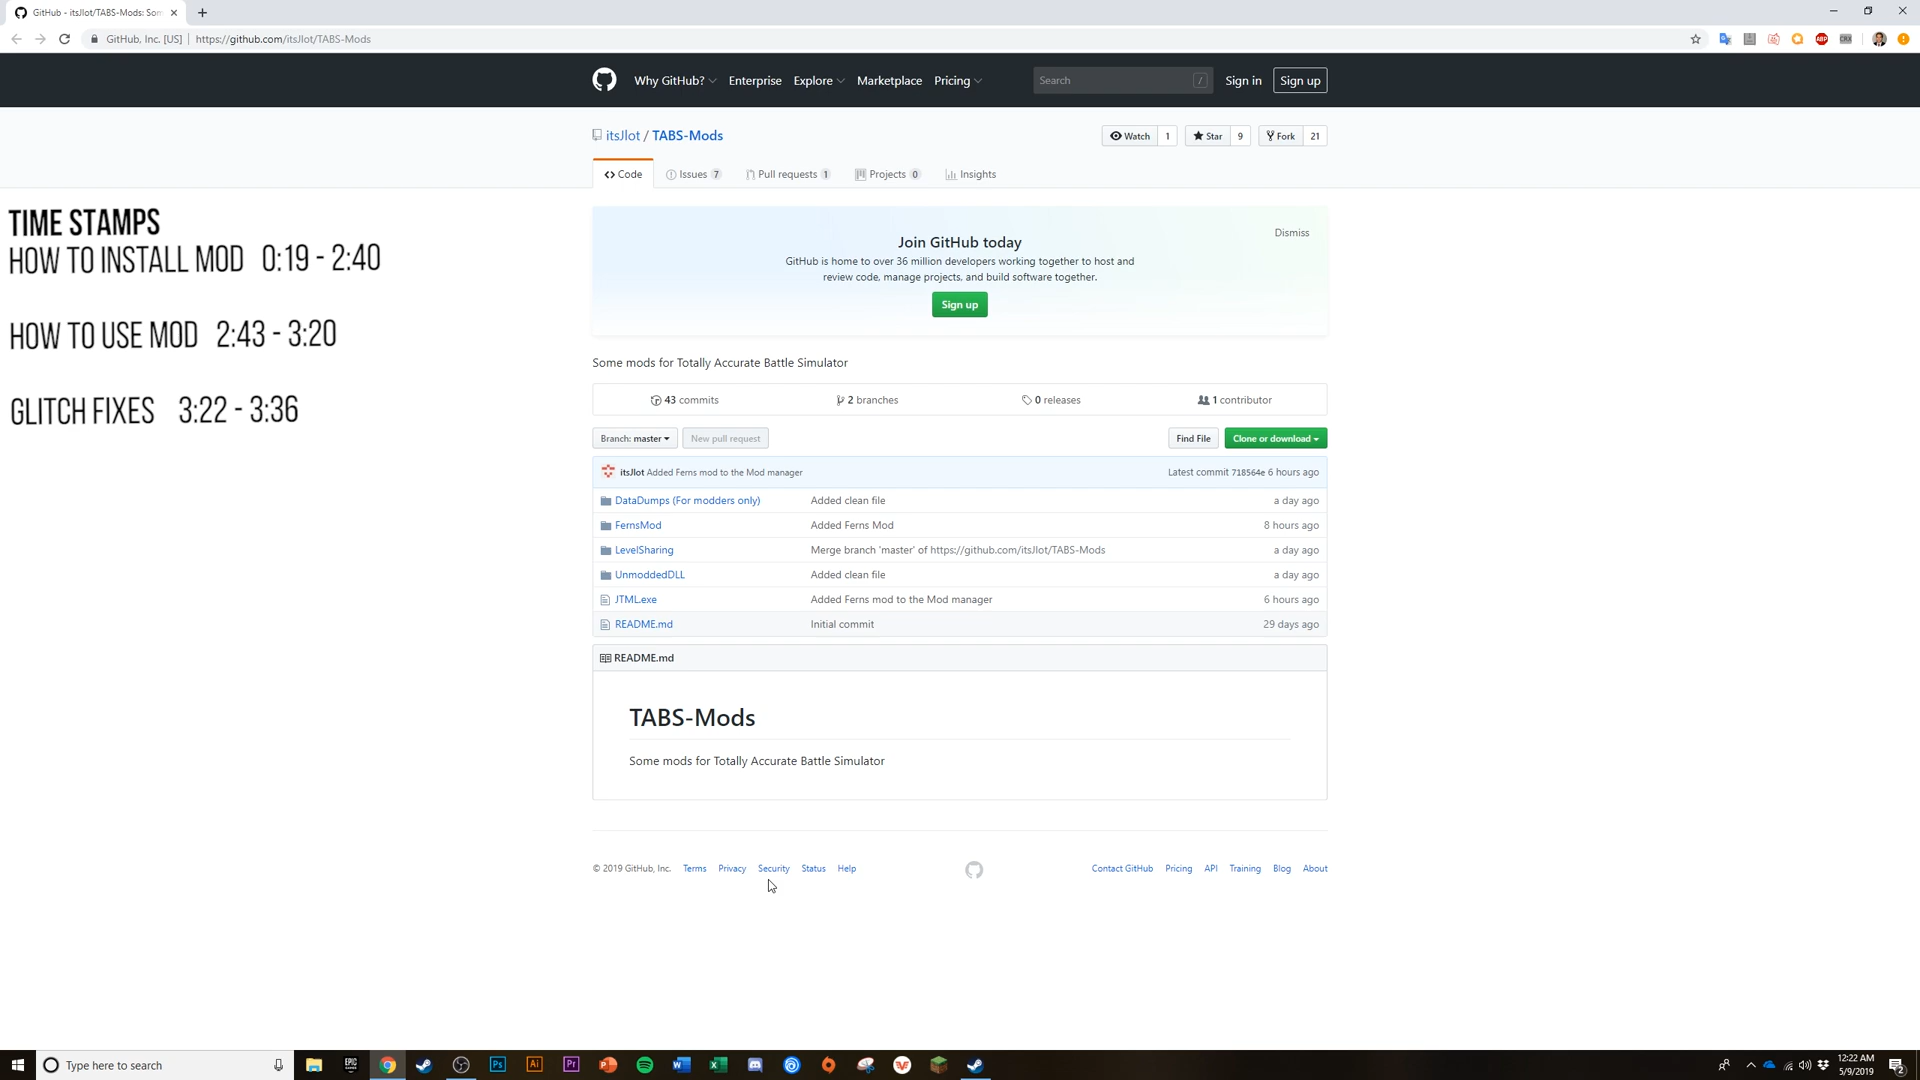 GitHub - itsJlot/TABS-Mods: Som
GitHub, Inc. [US] | https://github.com/itsJlot/TABS-Mods
Why GitHub? Enterprise Explore Marketplace Pricing Search / Sign in Sign up
itsJlot / TABS-Mods
Watch 1 Star 9 Fork 21
Code Issues 7 Pull requests 1 Projects 0 Insights
TIME STAMPS
HOW TO INSTALL MOD 0:19 - 2:40
HOW TO USE MOD 2:43 - 3:20
GLITCH FIXES 3:22 - 3:36
Dismiss
Join GitHub today
GitHub is home to over 36 million developers working together to host and
review code, manage projects, and build software together.
Sign up
Some mods for Totally Accurate Battle Simulator
43 commits 2 branches 0 releases 1 contributor
Branch: master New pull request Find File Clone or download
itsJlot Added Ferns mod to the Mod manager Latest commit 718564e 6 hours ago
DataDumps (For modders only) Added clean file a day ago
FernsMod Added Ferns Mod 8 hours ago
LevelSharing Merge branch 'master' of https://github.com/itsJlot/TABS-Mods a day ago
UnmoddedDLL Added clean file a day ago
JTML.exe Added Ferns mod to the Mod manager 6 hours ago
README.md Initial commit 29 days ago
README.md
TABS-Mods
Some mods for Totally Accurate Battle Simulator
© 2019 GitHub, Inc. Terms Privacy Security Status Help Contact GitHub Pricing API Training Blog About
Type here to search
EPIC GAMES
Ps Ai Pr
12:22 AM
5/9/2019
2